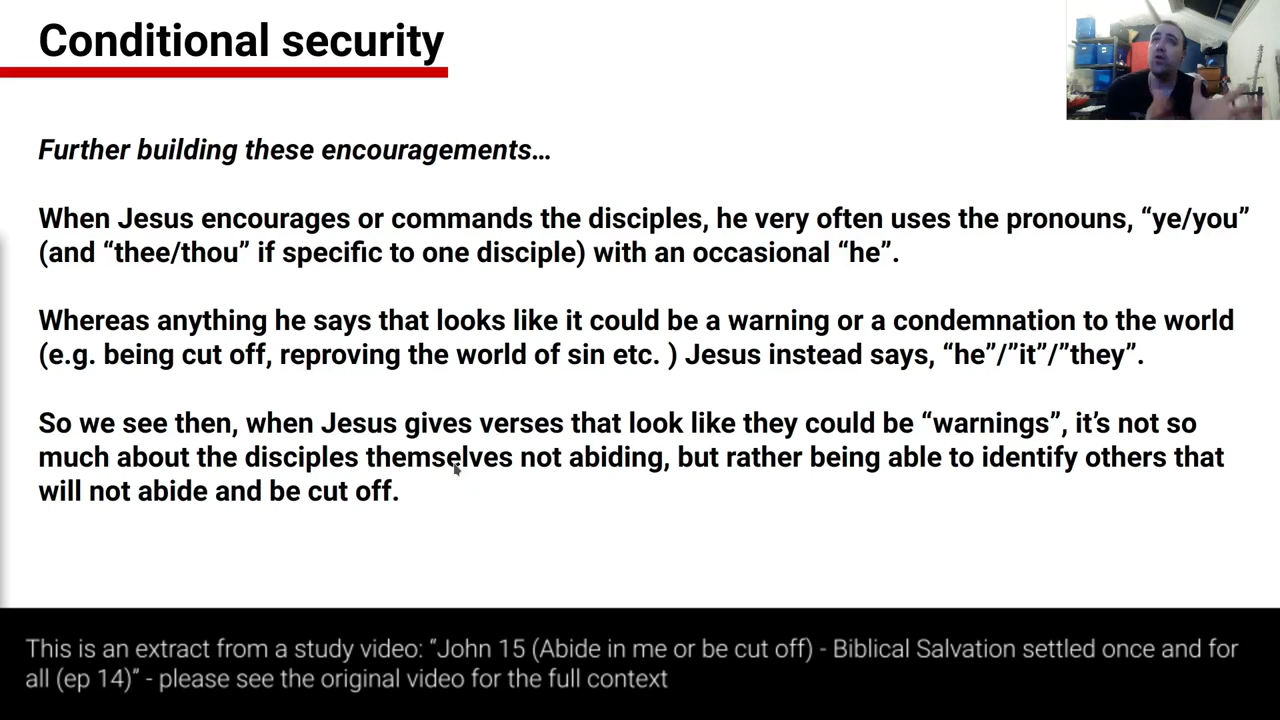 Conditional security
Further building these encouragements…
When Jesus encourages or commands the disciples, he very often uses the pronouns, “ye/you”
(and “thee/thou” if specific to one disciple) with an occasional “he”.
Whereas anything he says that looks like it could be a warning or a condemnation to the world
(e.g. being cut off, reproving the world of sin etc. ) Jesus instead says, “he”/”it”/”they”.
So we see then, when Jesus gives verses that look like they could be “warnings”, it’s not so
much about the disciples themselves not abiding, but rather being able to identify others that
will not abide and be cut off.
This is an extract from a study video: “John 15 (Abide in me or be cut off) - Biblical Salvation settled once and for
all (ep 14)” - please see the original video for the full context